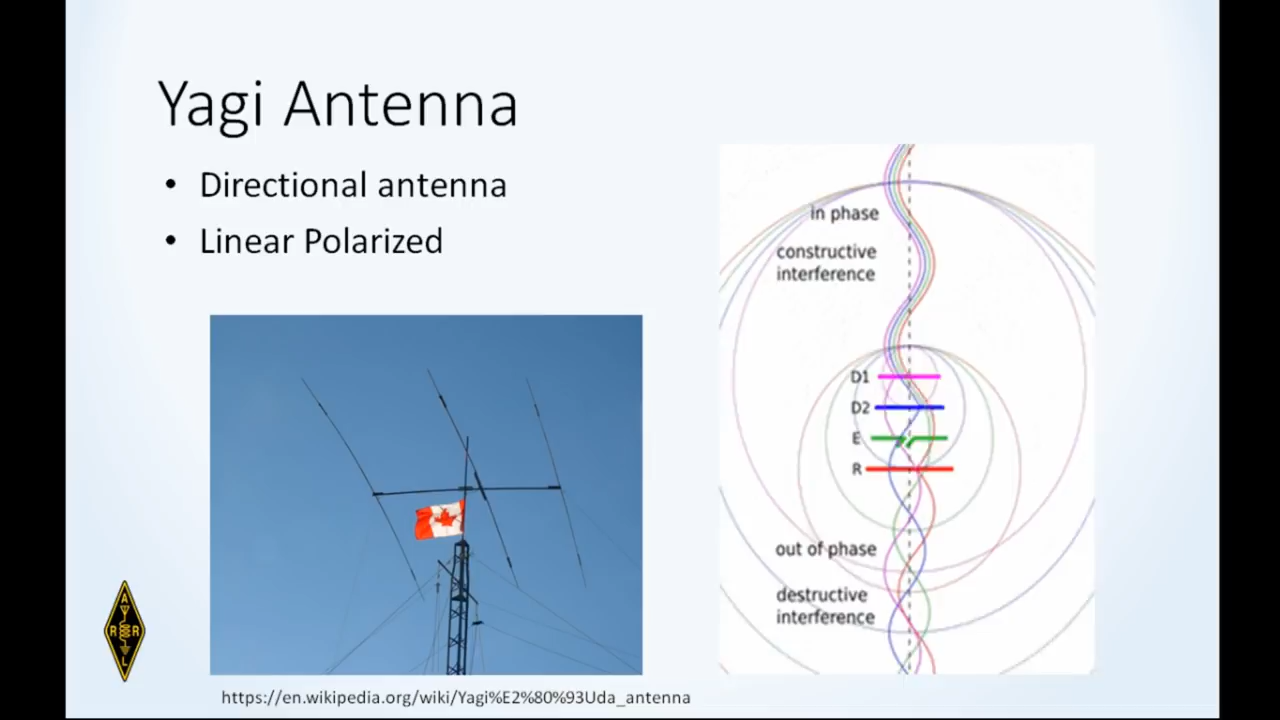 Yagi Antenna
• Directional antenna
• Linear Polarized
in phase
constructive
interference
D1
D2
E
R
out of phase
destructive
interference
A
R R
L
https://en.wikipedia.org/wiki/Yagi%E2%80%93Uda_antenna